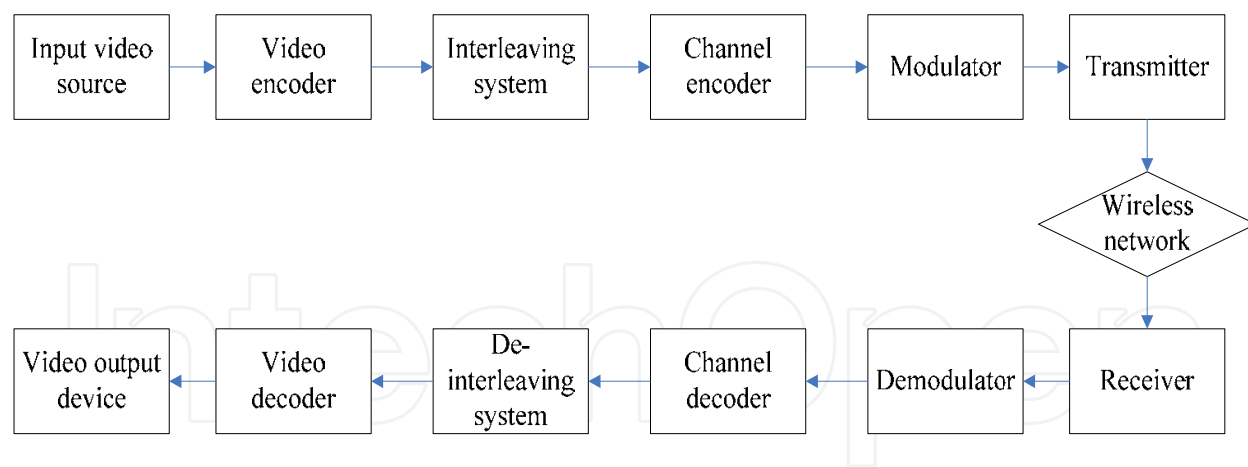 Input video
source
Video
encoder
Interleaving
system
Channel
encoder
Modulator
Transmitter
Wireless
network
Video output
device
Video
decoder
De-
interleaving
system
Channel
decoder
Demodulator
Receiver
IntechOpen